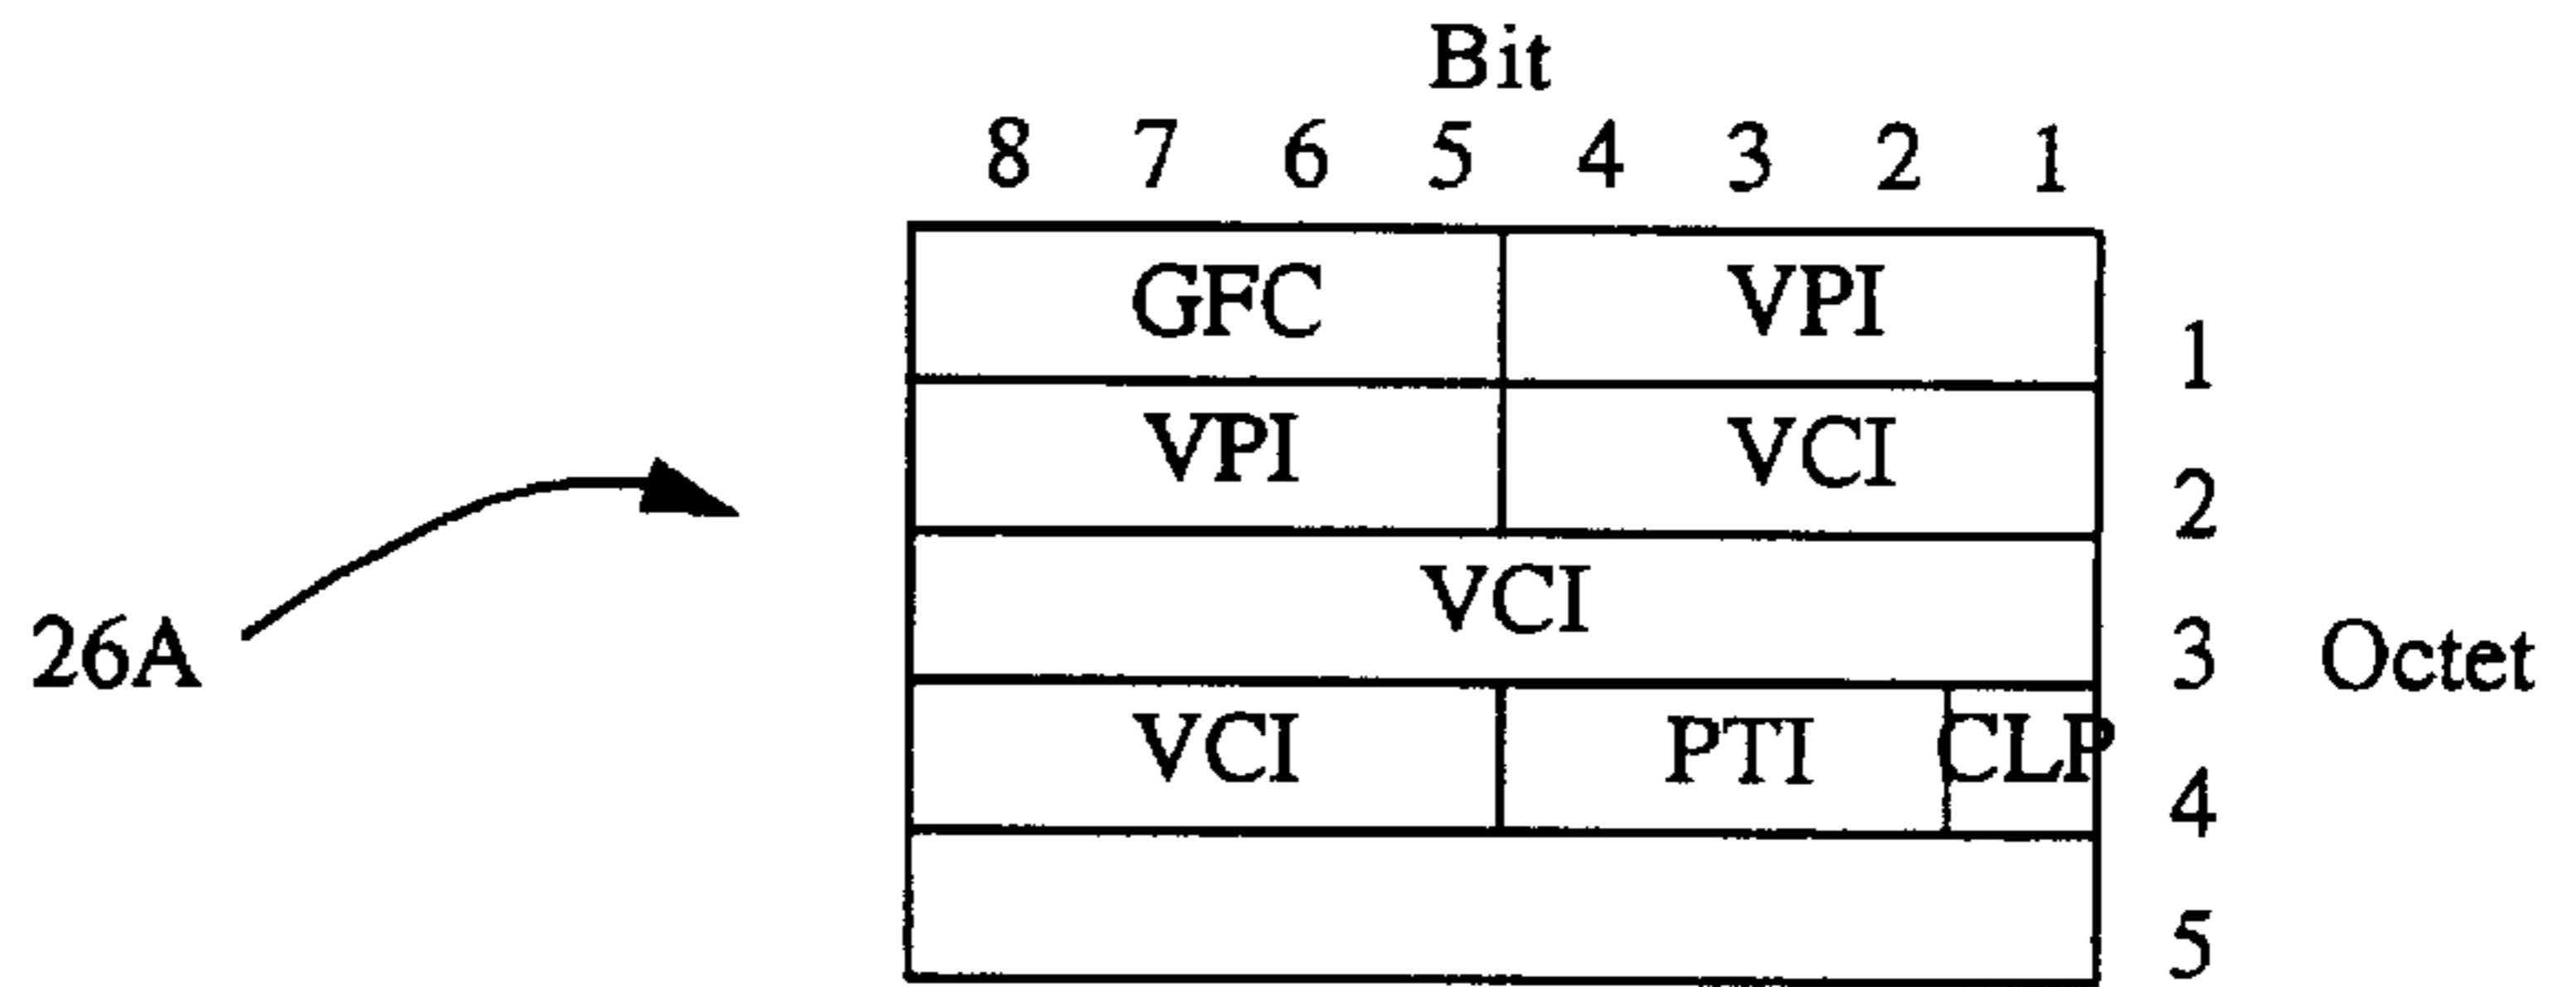 Bit
8 7 6 5 4 3 2 1
GFC VPI 1
VPI VCI 2
VCI 3 Octet
26A
VCI PTI CLP 4
5